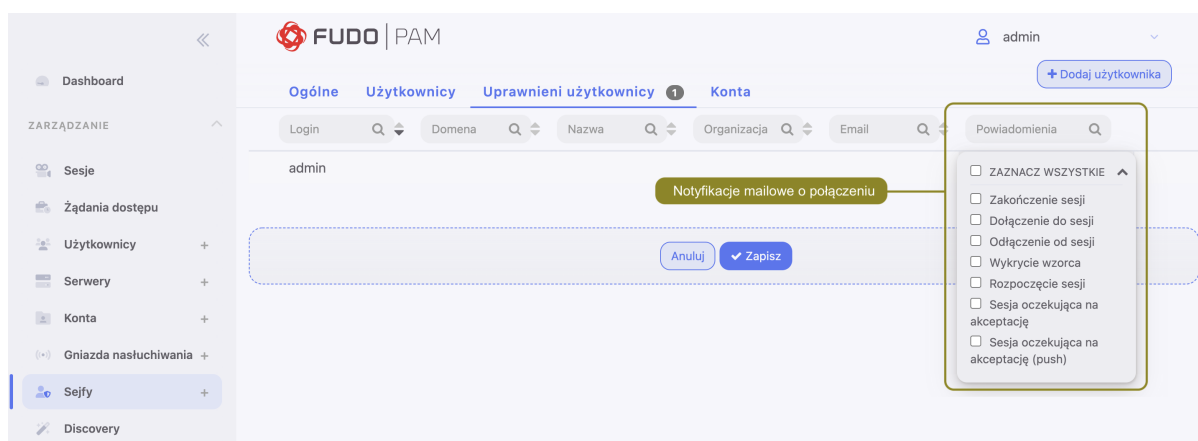 FUDO PAM
admin
Dashboard
+ Dodaj użytkownika
Ogólne Użytkownicy Uprawnieni użytkownicy 1 Konta
ZARZĄDZANIE
Login Domena Nazwa Organizacja Email Powiadomienia
Sesje
admin
ZAZNACZ WSZYSTKIE
Notyfikacje mailowe o połączeniu
Zakończenie sesji
Dołączenie do sesji
Odłączenie od sesji
Wykrycie wzorca
Rozpoczęcie sesji
Sesja oczekująca na
akceptację
Sesja oczekująca na
akceptację (push)
Żądania dostępu
Użytkownicy +
Anuluj Zapisz
Serwery +
Konta +
Gniazda nasłuchiwania +
Sejfy +
Discovery